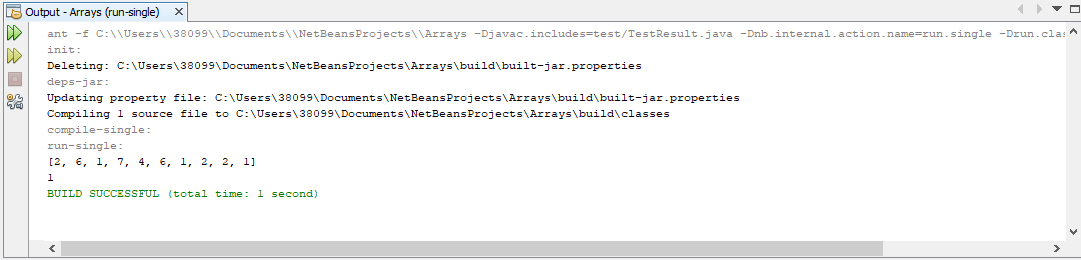 Output - Arrays (run-single)
ant -f C:\\Users\\38099\\Documents\\NetBeansProjects\\Arrays -Djavac.includes=test/TestResult.java -Dnb.internal.action.name=run.single -Drun.clas
init:
Deleting: C:\Users\38099\Documents\NetBeansProjects\Arrays\build\built-jar.properties
deps-jar:
Updating property file: C:\Users\38099\Documents\NetBeansProjects\Arrays\build\built-jar.properties
Compiling 1 source file to C:\Users\38099\Documents\NetBeansProjects\Arrays\build\classes
compile-single:
run-single:
[2, 6, 1, 7, 4, 6, 1, 2, 2, 1]
1
BUILD SUCCESSFUL (total time: 1 second)